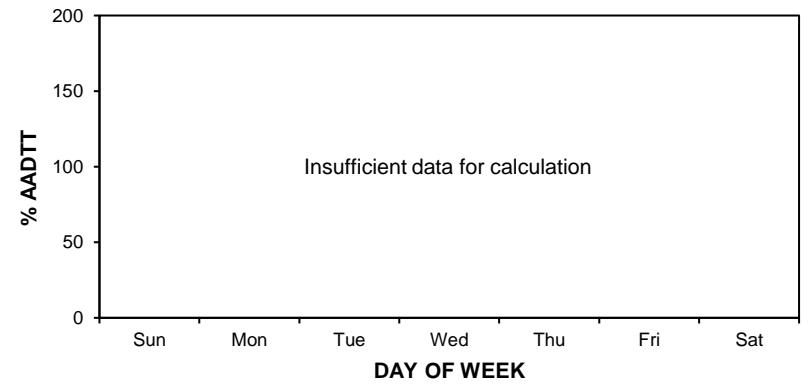 200
150
100
50
0
% AADTT
Insufficient data for calculation
Sun Mon Tue Wed Thu Fri Sat
DAY OF WEEK